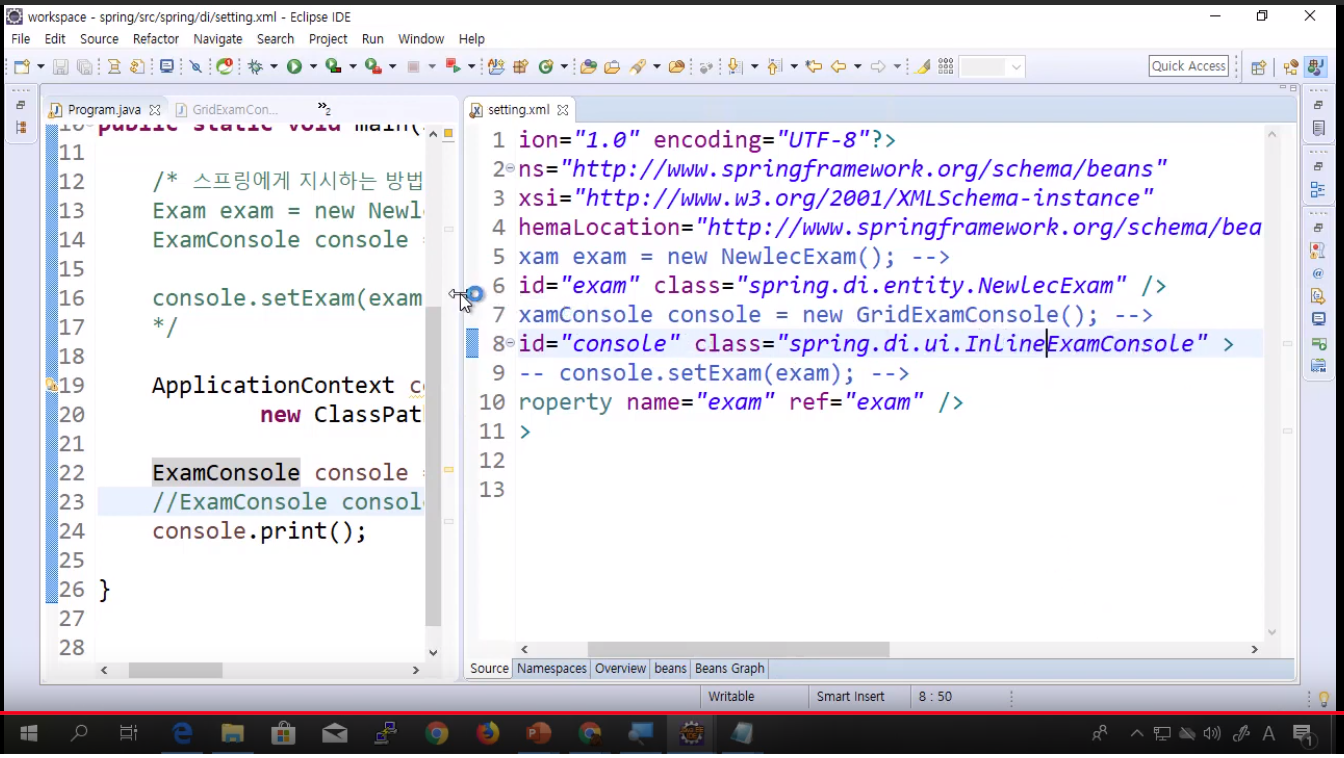 workspace - spring/src/spring/di/setting.xml - Eclipse IDE
File Edit Source Refactor Navigate Search Project Run Window Help
Quick Access
Program.java
GridExamCon...
»2
setting.xml
10 public static void main(
11
12 /* 스프링에게 지시하는 방법
13 Exam exam = new Newl
14 ExamConsole console =
15
16 console.setExam(exam
17 */
18
19 ApplicationContext c
20 new ClassPat
21
22 ExamConsole console =
23 //ExamConsole consol
24 console.print();
25
26 }
27
28
1 ion="1.0" encoding="UTF-8"?>
2 ns="http://www.springframework.org/schema/beans"
3 xsi="http://www.w3.org/2001/XMLSchema-instance"
4 hemaLocation="http://www.springframework.org/schema/bea
5 xam exam = new NewlecExam(); -->
6 id="exam" class="spring.di.entity.NewlecExam" />
7 xamConsole console = new GridExamConsole(); -->
8 id="console" class="spring.di.ui.InlineExamConsole" >
9 -- console.setExam(exam); -->
10 roperty name="exam" ref="exam" />
11 >
12
13
Source Namespaces Overview beans Beans Graph
Writable Smart Insert 8 : 50
A
1